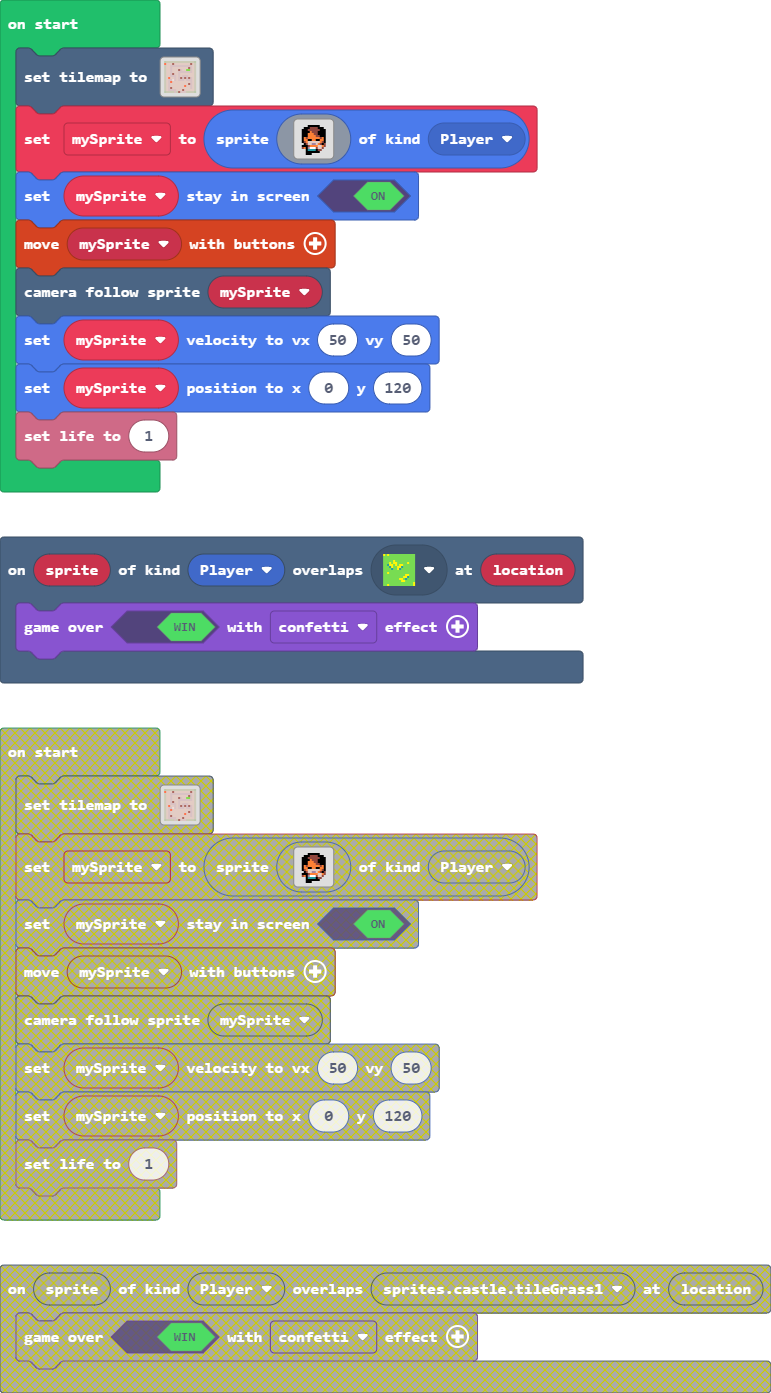 on start
set tilemap to
set mySprite to sprite of kind Player
set mySprite stay in screen ON
move mySprite with buttons
camera follow sprite mySprite
set mySprite velocity to vx 50 vy 50
set mySprite position to x 0 y 120
set life to 1
on sprite of kind Player overlaps at location
game over WIN with confetti effect
on start
set tilemap to
set mySprite to sprite of kind Player
set mySprite stay in screen ON
move mySprite with buttons
camera follow sprite mySprite
set mySprite velocity to vx 50 vy 50
set mySprite position to x 0 y 120
set life to 1
on sprite of kind Player overlaps sprites.castle.tileGrass1 at location
game over WIN with confetti effect